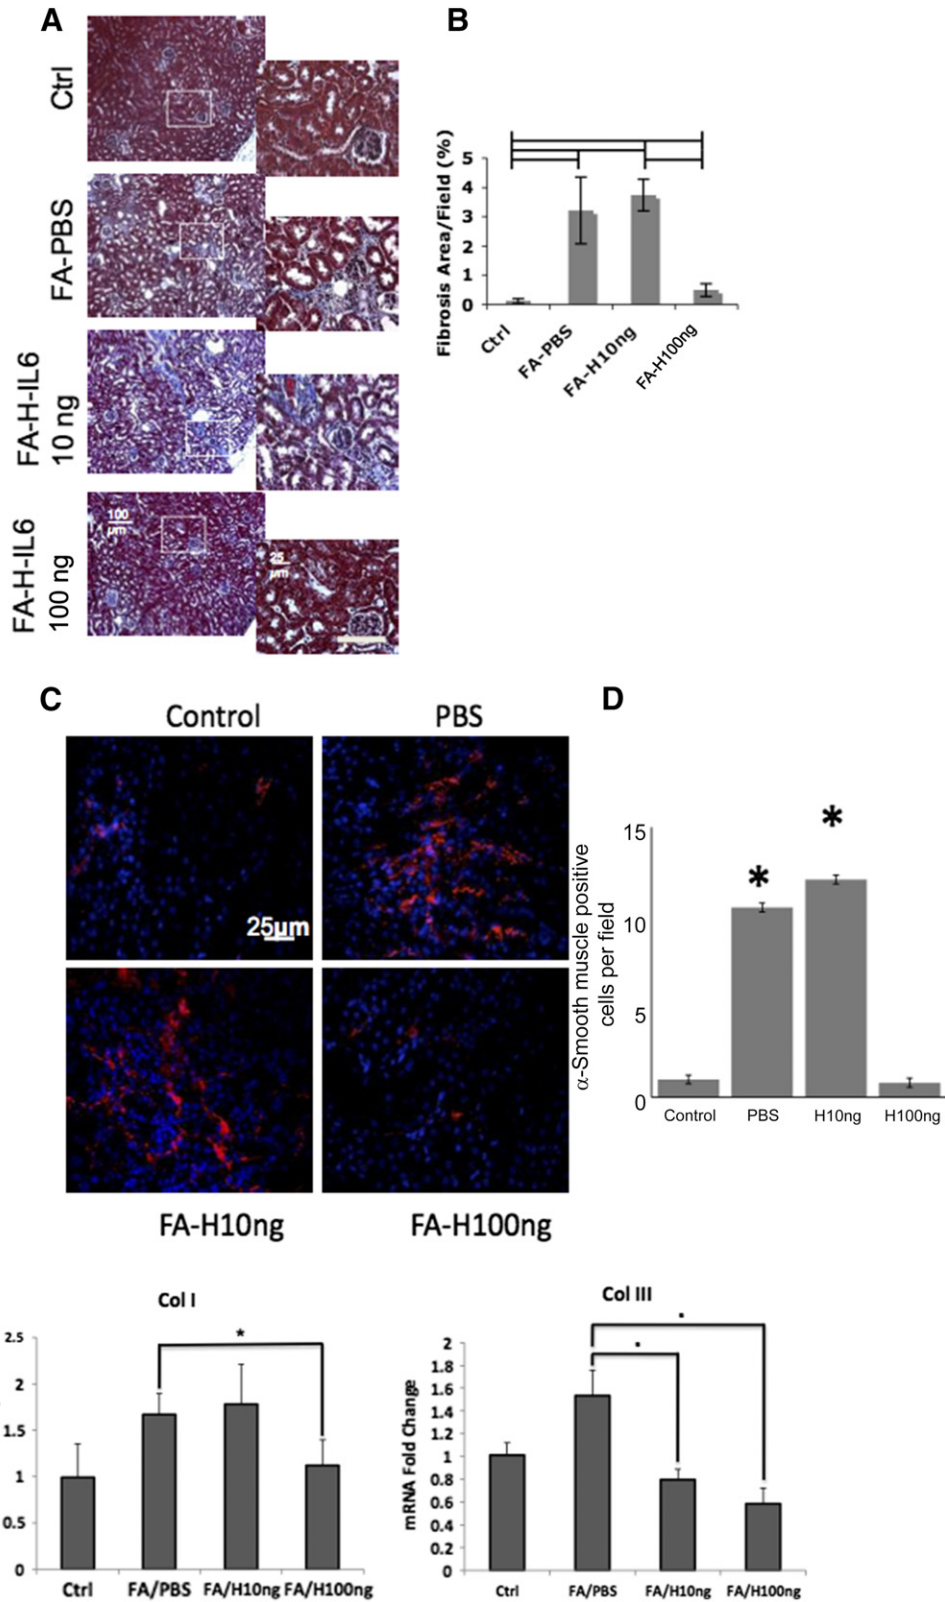 A
Ctrl
FA-PBS
FA-H-IL6
10 ng
FA-H-IL6
100 ng
100
µm
25
µm
B
Fibrosis Area/Field (%)
5
4
3
2
1
0
Ctrl
FA-PBS
FA-H10ng
FA-H100ng
C
Control
PBS
25µm
FA-H10ng
FA-H100ng
D
α-Smooth muscle positive
cells per field
15
10
5
0
*
*
Control
PBS
H10ng
H100ng
Col I
2.5
2
1.5
1
0.5
0
*
Ctrl
FA/PBS
FA/H10ng
FA/H100ng
Col III
mRNA Fold Change
2
1.8
1.6
1.4
1.2
1
0.8
0.6
0.4
0.2
0
Ctrl
FA/PBS
FA/H10ng
FA/H100ng